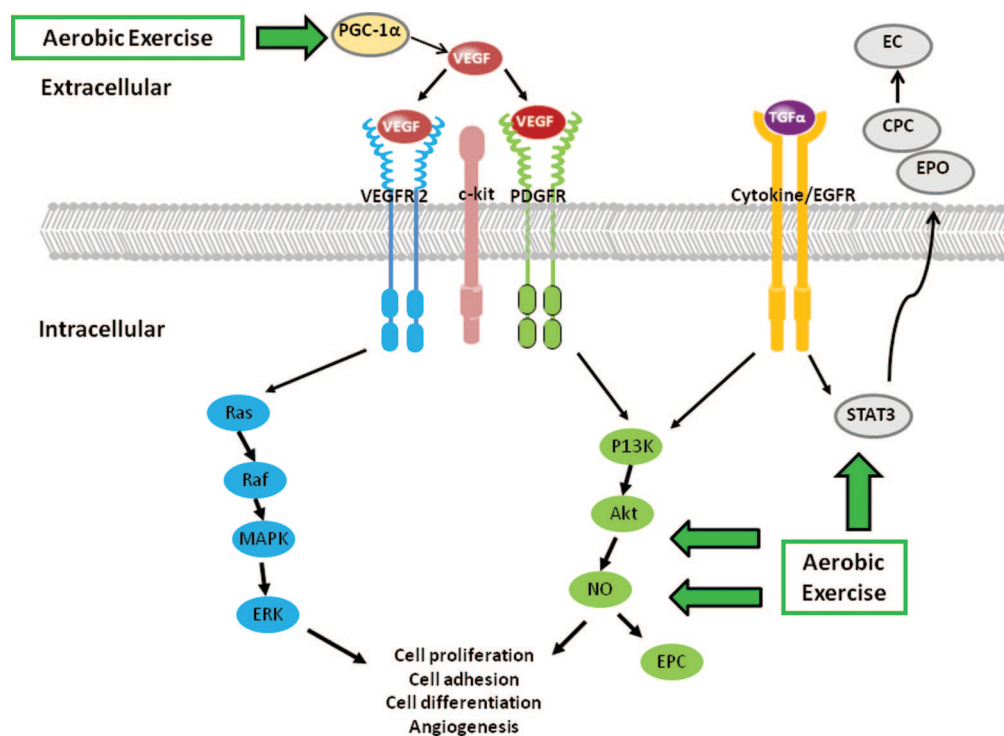 Aerobic Exercise
PGC-1α
VEGF
EC
Extracellular
VEGF
VEGF
TGFα
CPC
EPO
VEGFR 2
c-kit
PDGFR
Cytokine/EGFR
Intracellular
Ras
STAT3
P13K
Raf
Akt
MAPK
Aerobic
Exercise
NO
ERK
EPC
Cell proliferation
Cell adhesion
Cell differentiation
Angiogenesis